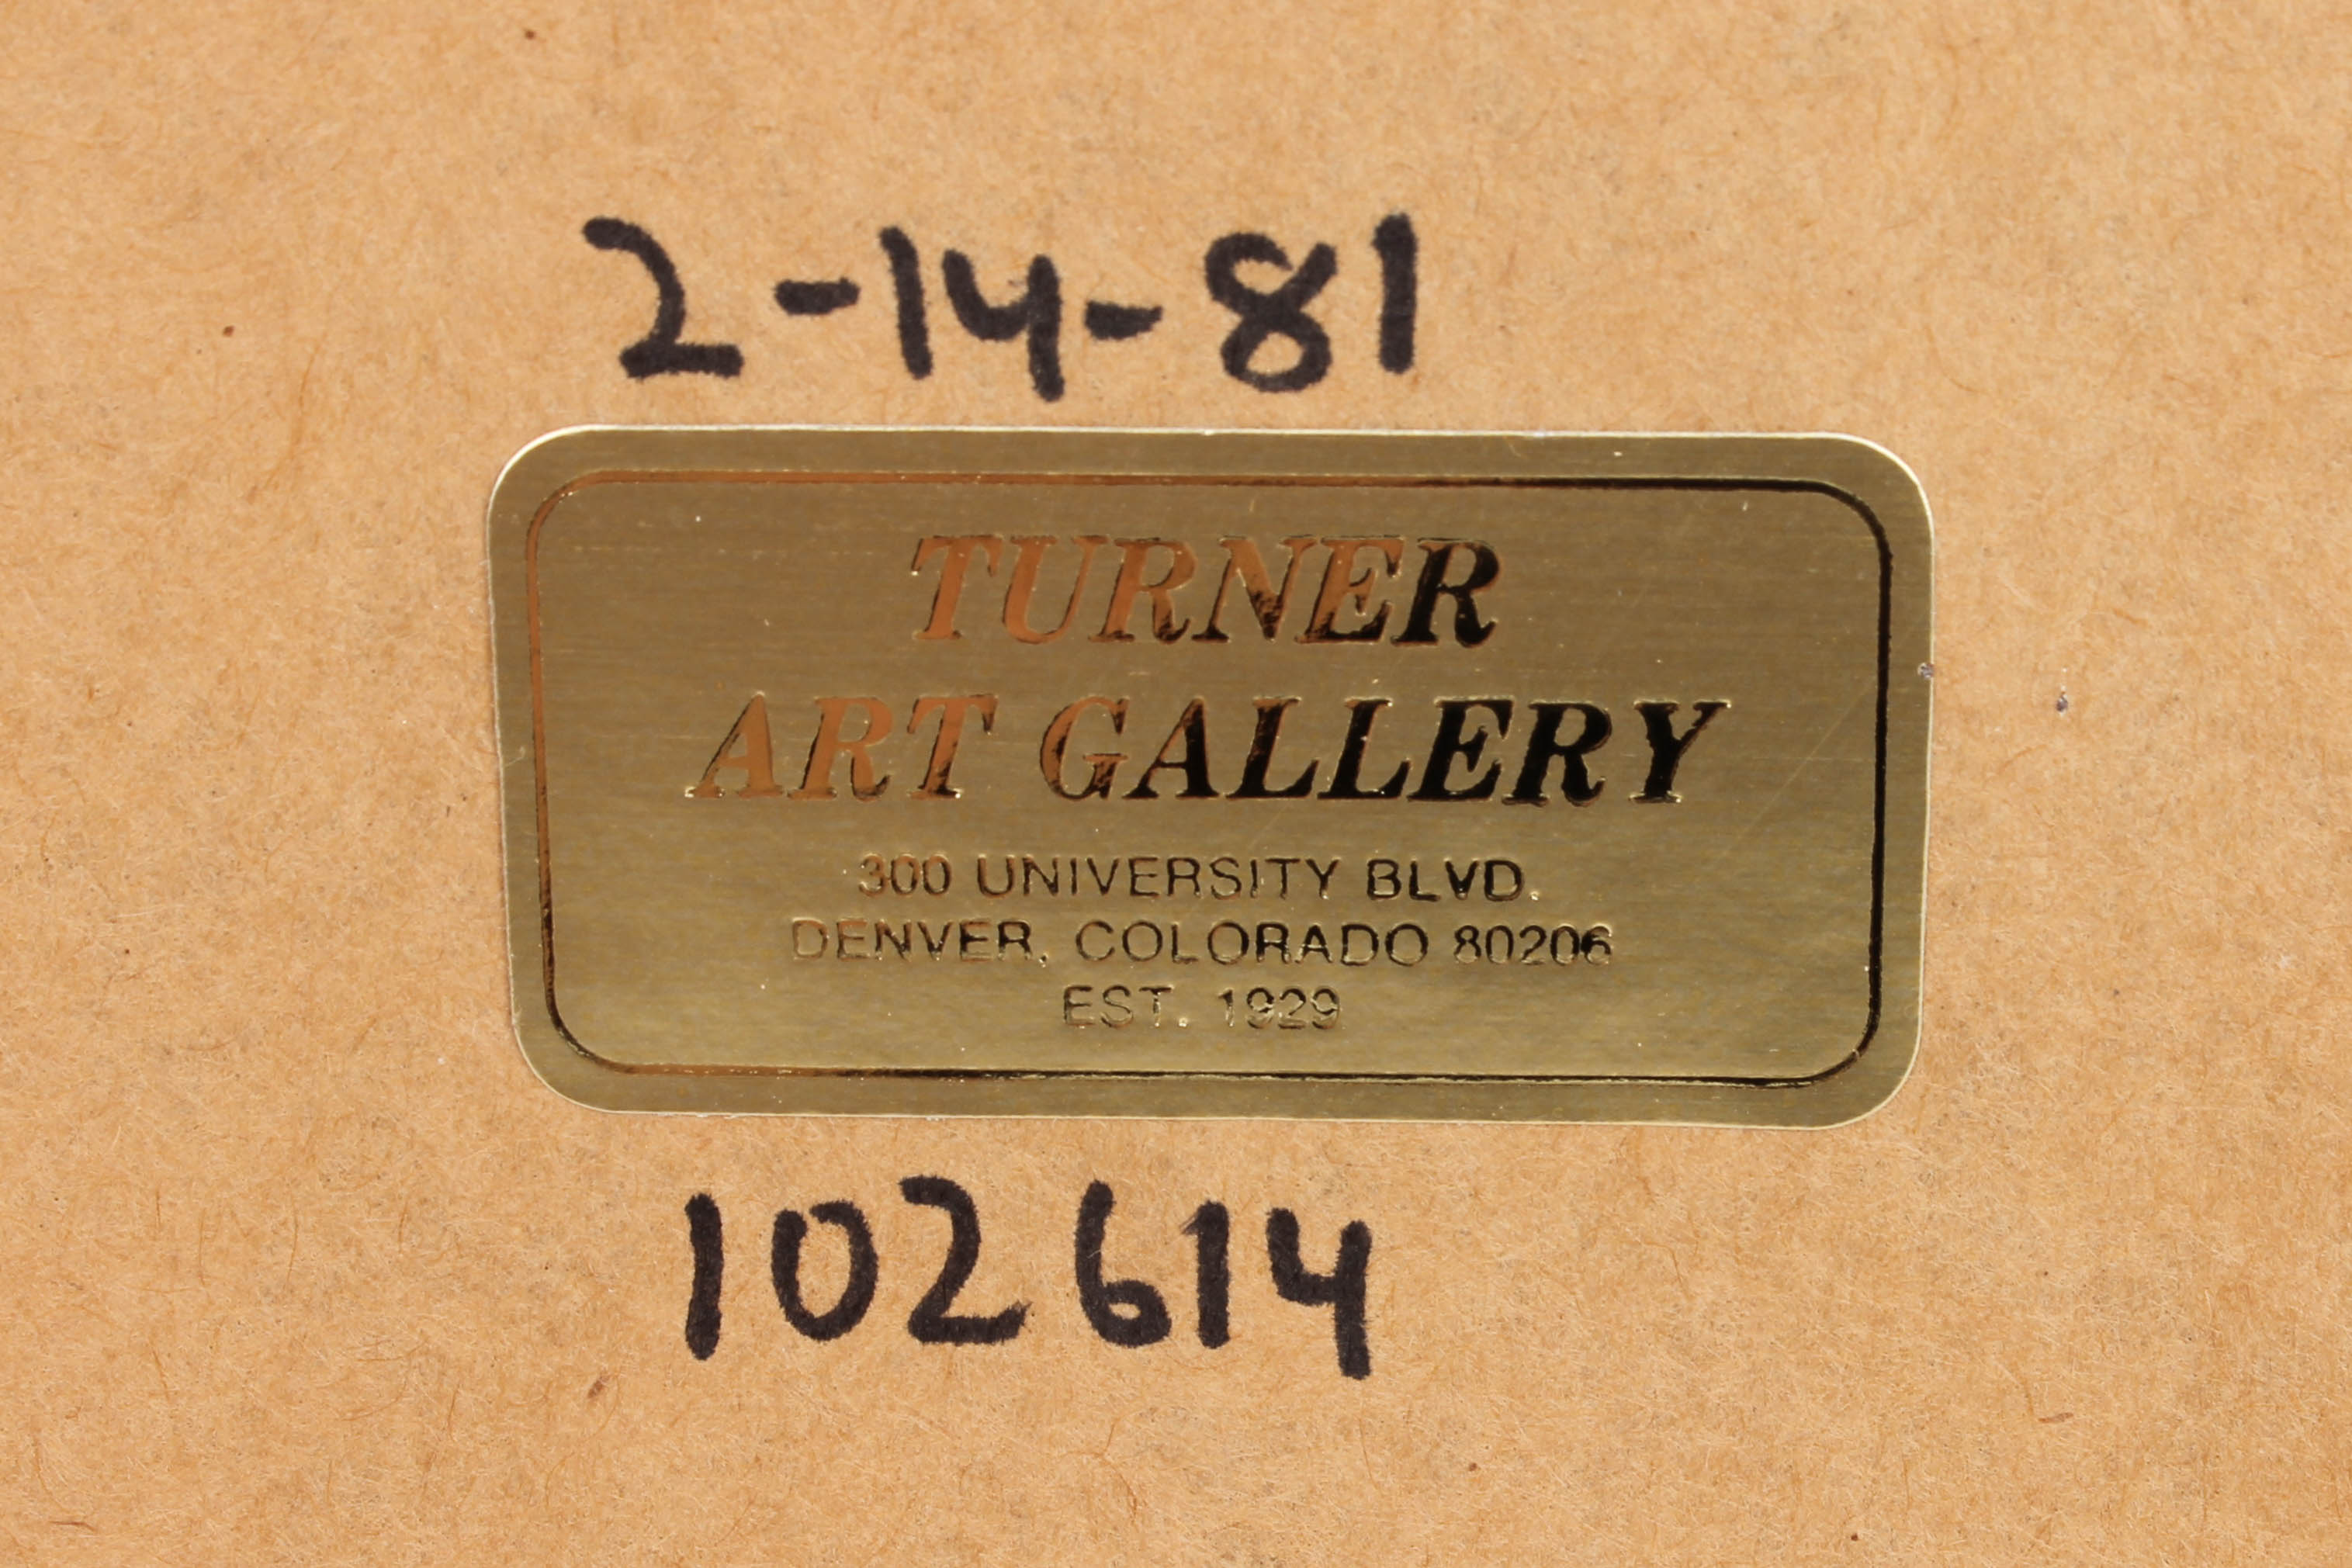 2-14-81
TURNER
ART GALLERY
300 UNIVERSITY BLVD.
DENVER, COLORADO 80206
EST. 1929
102614